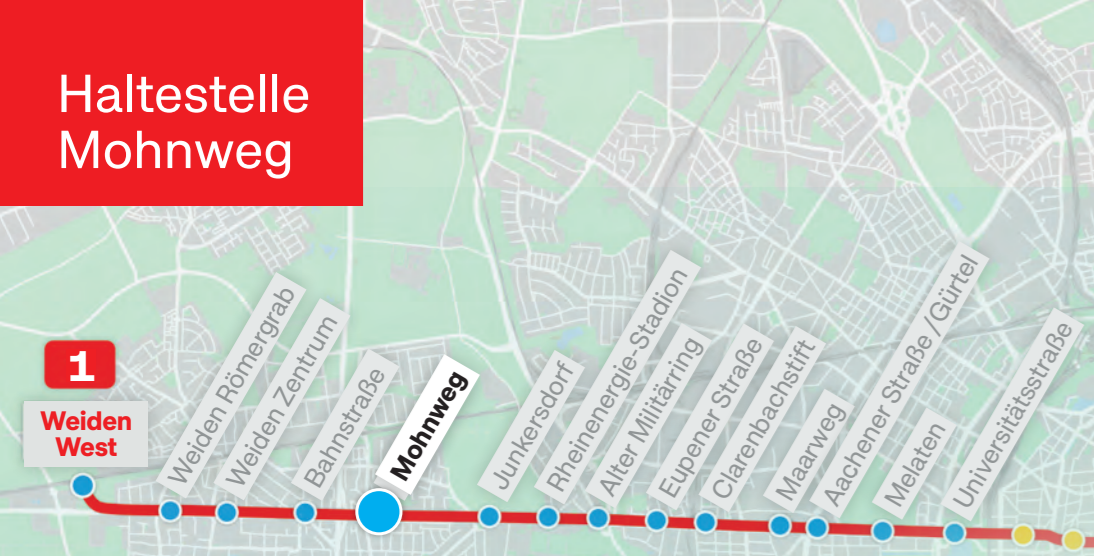 Haltestelle
Mohnweg
1
Weiden
West
Weiden Römergrab
Weiden Zentrum
Bahnstraße
Mohnweg
Junkersdorf
Rheinenergie-Stadion
Alter Militärring
Eupener Straße
Clarenbachstift
Maarweg
Aachener Straße / Gürtel
Melaten
Universitätsstraße